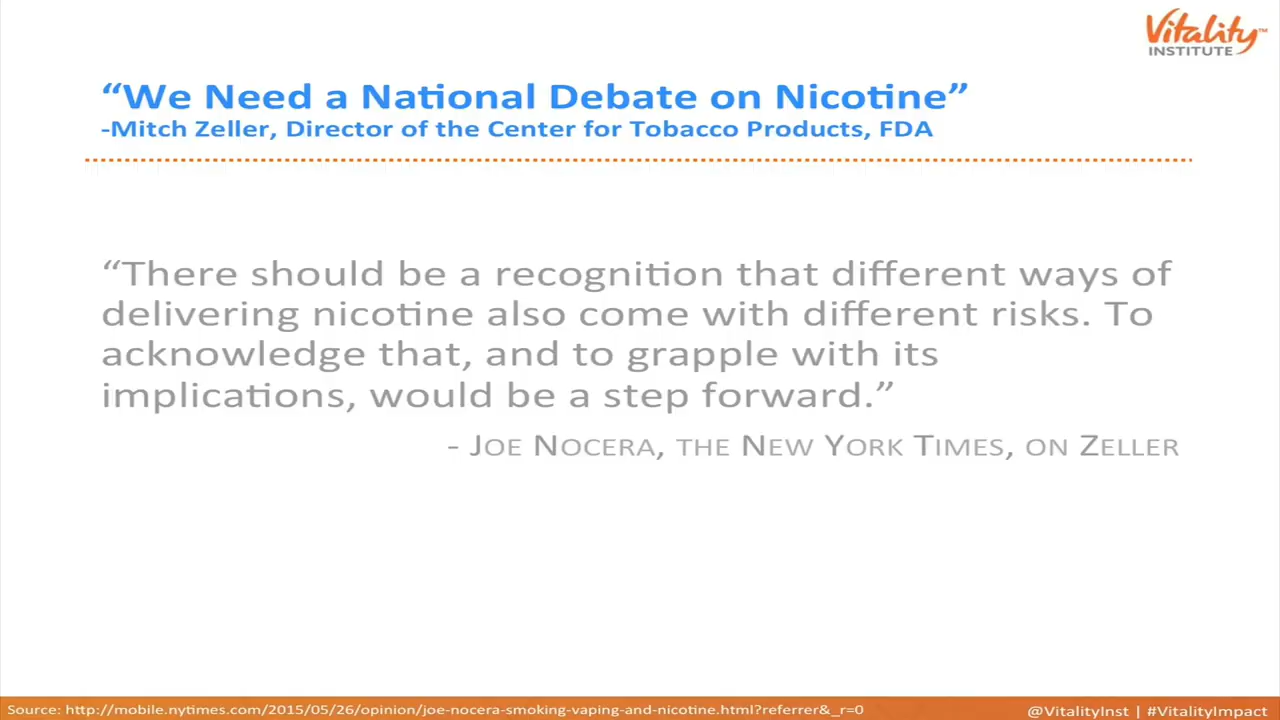 Vitality™
INSTITUTE
“We Need a National Debate on Nicotine”
-Mitch Zeller, Director of the Center for Tobacco Products, FDA
“There should be a recognition that different ways of
delivering nicotine also come with different risks. To
acknowledge that, and to grapple with its
implications, would be a step forward.”
- JOE NOCERA, THE NEW YORK TIMES, ON ZELLER
Source: http://mobile.nytimes.com/2015/05/26/opinion/joe-nocera-smoking-vaping-and-nicotine.html?referrer&_r=0
@VitalityInst | #VitalityImpact